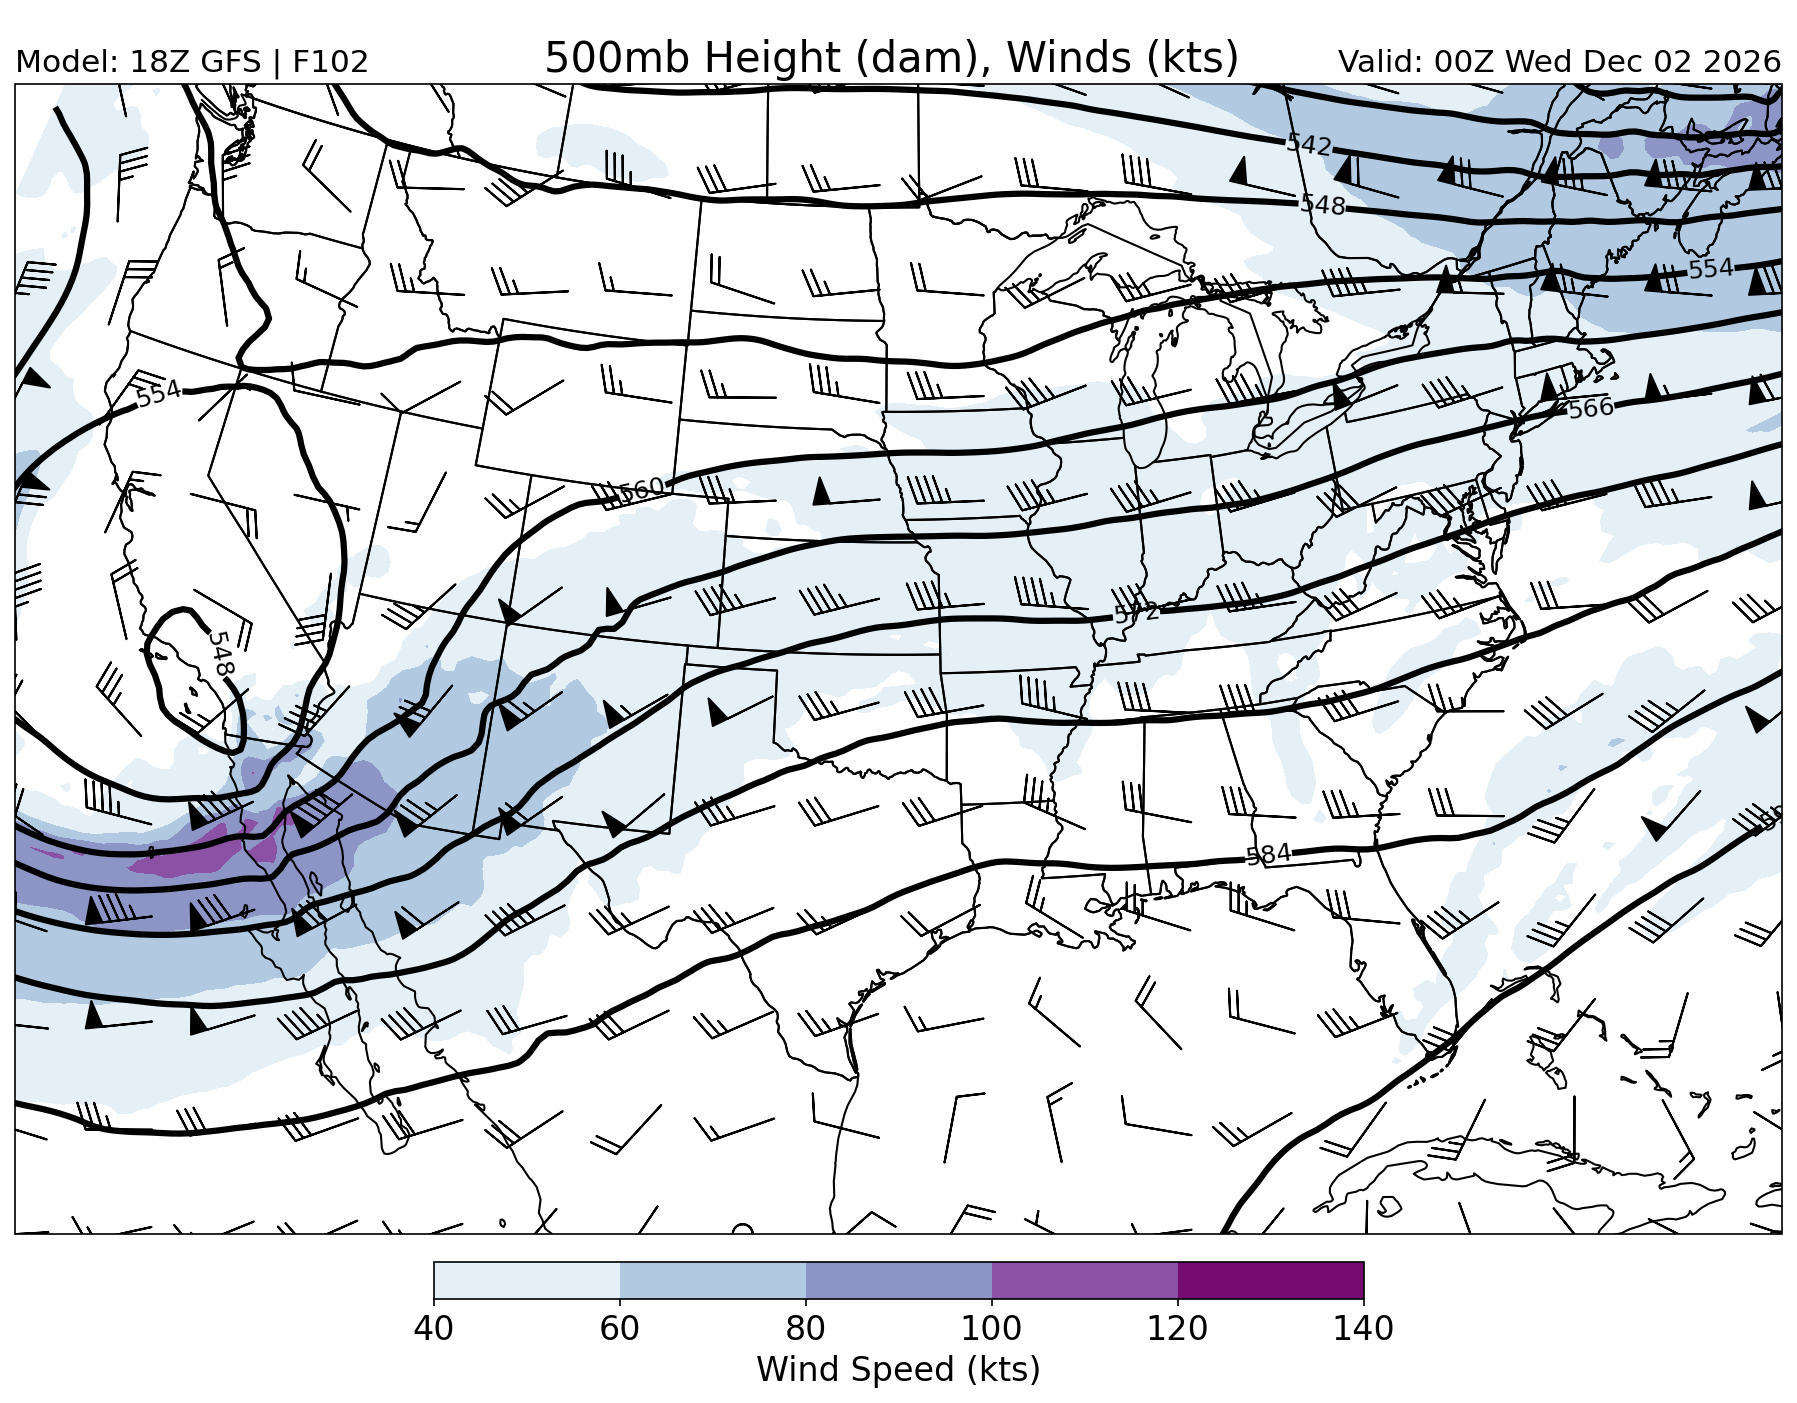 Model: 18Z GFS | F102
500mb Height (dam), Winds (kts)
Valid: 00Z Wed Dec 02 2026
542
548
554
554
566
560
572
548
584
40 60 80 100 120 140
Wind Speed (kts)